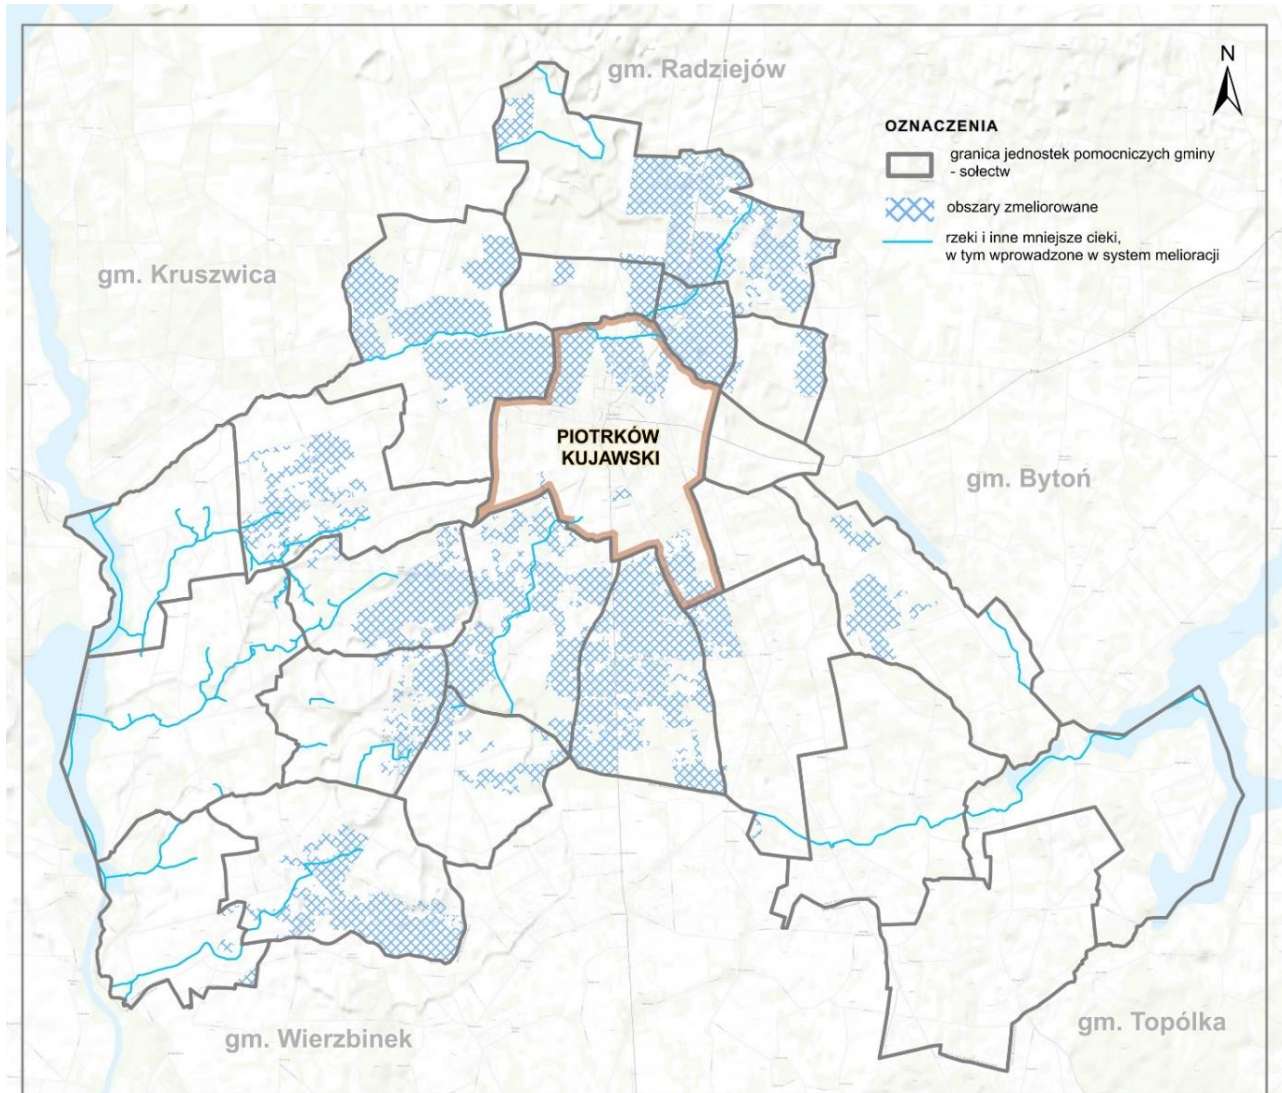 gm. Radziejów
N
OZNACZENIA
granica jednostek pomocniczych gminy
- sołectw
obszary zmeliorowane
rzeki i inne mniejsze cieki,
w tym wprowadzone w system melioracji
gm. Kruszwica
PIOTRKÓW
KUJAWSKI
gm. Bytoń
gm. Wierzbinek
gm. Topólka